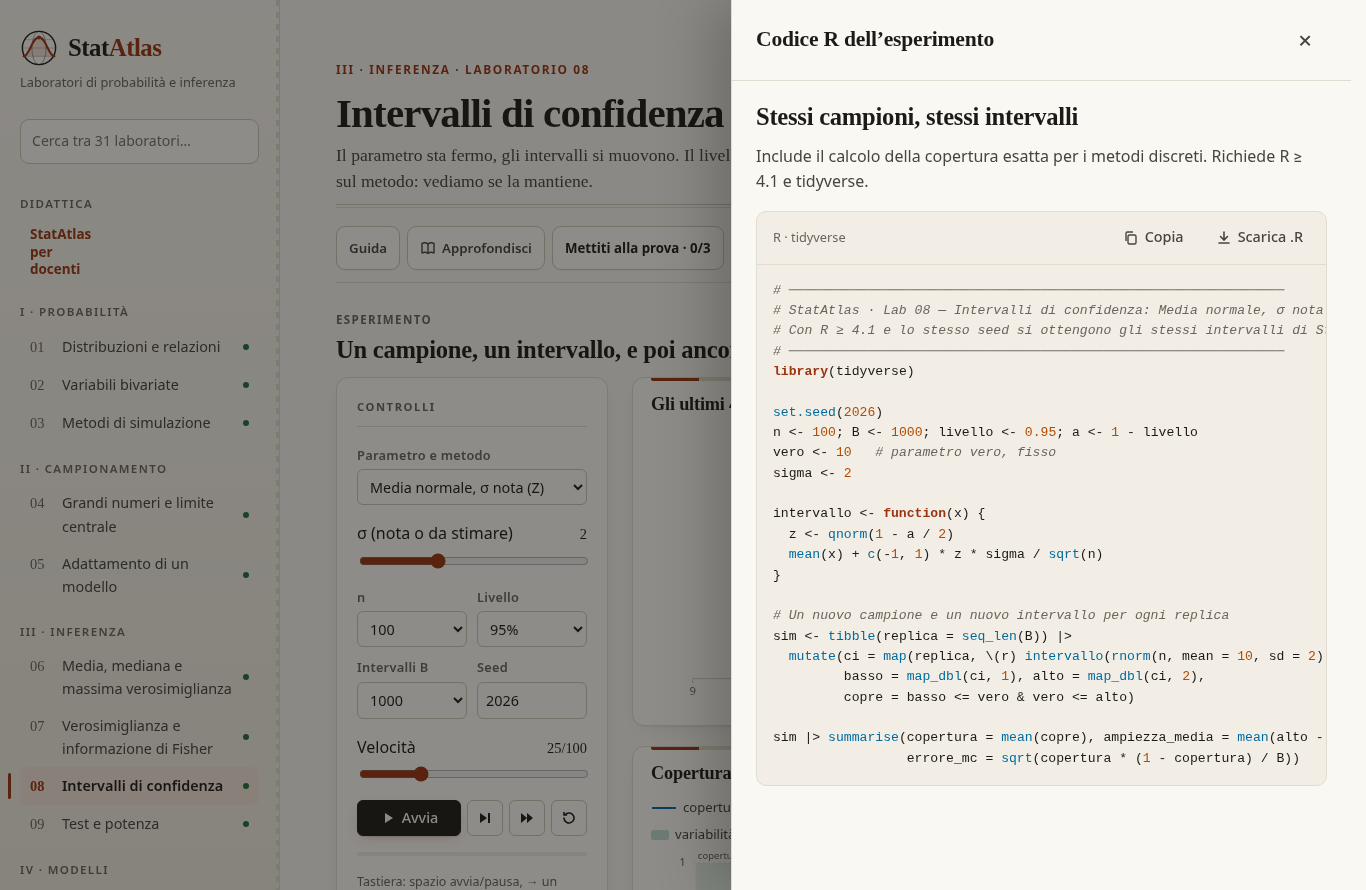 StatAtlas
Laboratori di probabilità e inferenza
Cerca tra 31 laboratori…
DIDATTICA
StatAtlas
per
docenti
I · PROBABILITÀ
01 Distribuzioni e relazioni
02 Variabili bivariate
03 Metodi di simulazione
II · CAMPIONAMENTO
04 Grandi numeri e limite
centrale
05 Adattamento di un
modello
III · INFERENZA
06 Media, mediana e
massima verosimiglianza
07 Verosimiglianza e
informazione di Fisher
08 Intervalli di confidenza
09 Test e potenza
IV · MODELLI
III · INFERENZA · LABORATORIO 08
Intervalli di confidenza
Il parametro sta fermo, gli intervalli si muovono. Il livel
sul metodo: vediamo se la mantiene.
Guida
Approfondisci
Mettiti alla prova · 0/3
ESPERIMENTO
Un campione, un intervallo, e poi anco
CONTROLLI
Parametro e metodo
Media normale, σ nota (Z)
σ (nota o da stimare) 2
n Livello
100 95%
Intervalli B Seed
1000 2026
Velocità 25/100
Avvia
Tastiera: spazio avvia/pausa, → un
Gli ultimi
9
Copertura
copertu
variabilità
copertu
1
Codice R dell’esperimento
×
Stessi campioni, stessi intervalli
Include il calcolo della copertura esatta per i metodi discreti. Richiede R ≥
4.1 e tidyverse.
R · tidyverse
Copia
Scarica .R
# ───────────────────────────────────────────────────────────────
# StatAtlas · Lab 08 — Intervalli di confidenza: Media normale, σ nota
# Con R ≥ 4.1 e lo stesso seed si ottengono gli stessi intervalli di S
# ───────────────────────────────────────────────────────────────
library(tidyverse)
set.seed(2026)
n <- 100; B <- 1000; livello <- 0.95; a <- 1 - livello
vero <- 10   # parametro vero, fisso
sigma <- 2
intervallo <- function(x) {
  z <- qnorm(1 - a / 2)
  mean(x) + c(-1, 1) * z * sigma / sqrt(n)
}
# Un nuovo campione e un nuovo intervallo per ogni replica
sim <- tibble(replica = seq_len(B)) |>
  mutate(ci = map(replica, \(r) intervallo(rnorm(n, mean = 10, sd = 2)
         basso = map_dbl(ci, 1), alto = map_dbl(ci, 2),
         copre = basso <= vero & vero <= alto)
sim |> summarise(copertura = mean(copre), ampiezza_media = mean(alto -
                 errore_mc = sqrt(copertura * (1 - copertura) / B))